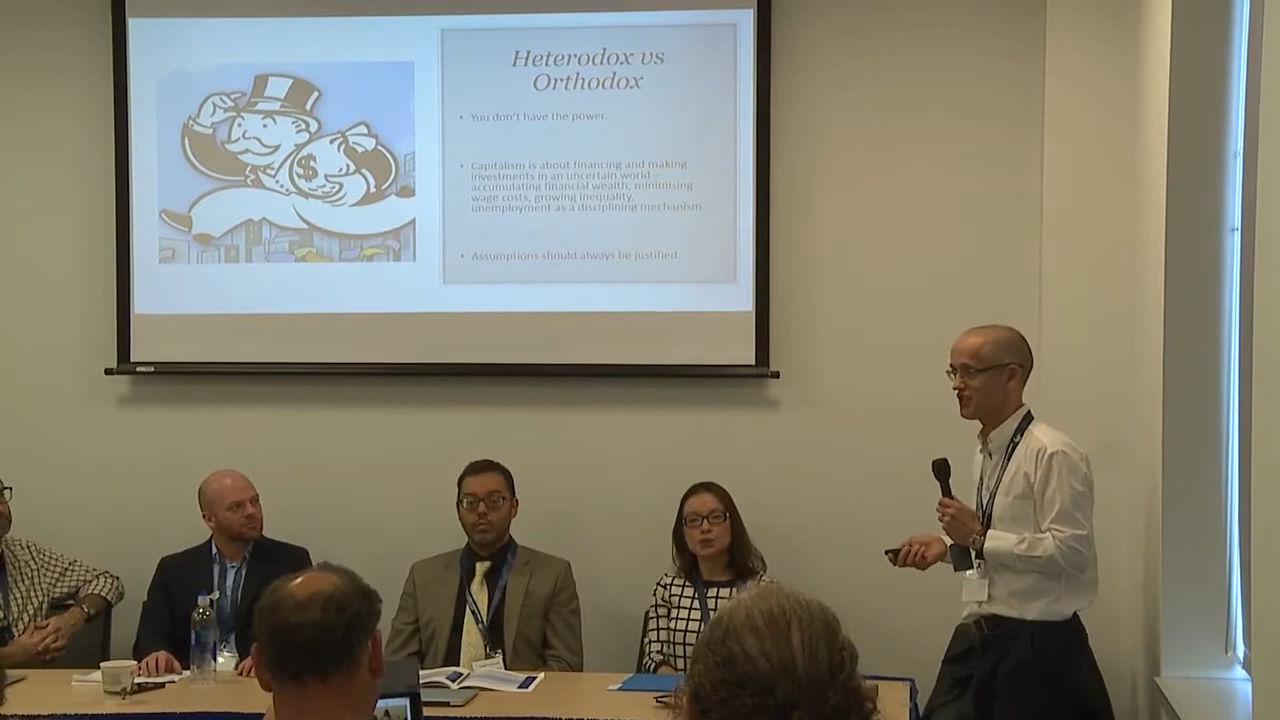 Heterodox vs
Orthodox
• You don't have the power.
• Capitalism is about financing and making
investments in an uncertain world –
accumulating financial wealth, minimising
wage costs, growing inequality,
unemployment as a disciplining mechanism.
• Assumptions should always be justified.
$